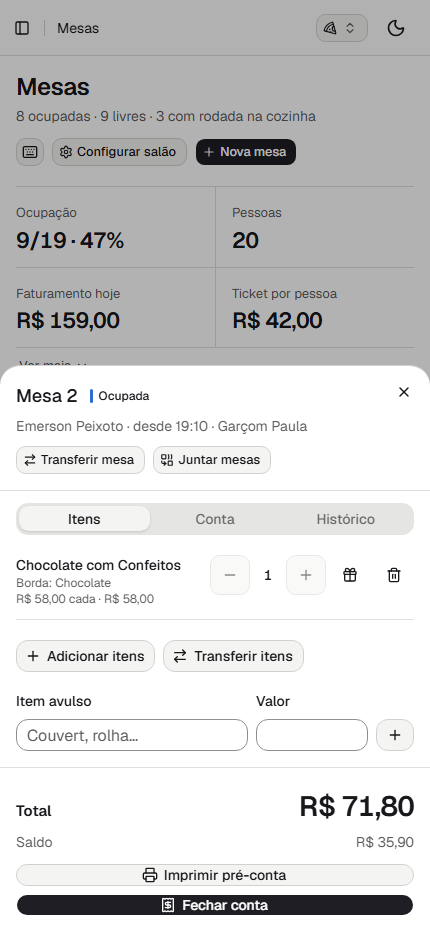 Mesas
Mesas
8 ocupadas · 9 livres · 3 com rodada na cozinha
Configurar salão
Nova mesa
Ocupação
9/19 · 47%
Pessoas
20
Faturamento hoje
R$ 159,00
Ticket por pessoa
R$ 42,00
Ver mais
Mesa 2
Ocupada
Emerson Peixoto · desde 19:10 · Garçom Paula
Transferir mesa
Juntar mesas
Itens
Conta
Histórico
Chocolate com Confeitos
Borda: Chocolate
R$ 58,00 cada · R$ 58,00
1
Adicionar itens
Transferir itens
Item avulso
Valor
Couvert, rolha...
Total
R$ 71,80
Saldo
R$ 35,90
Imprimir pré-conta
Fechar conta